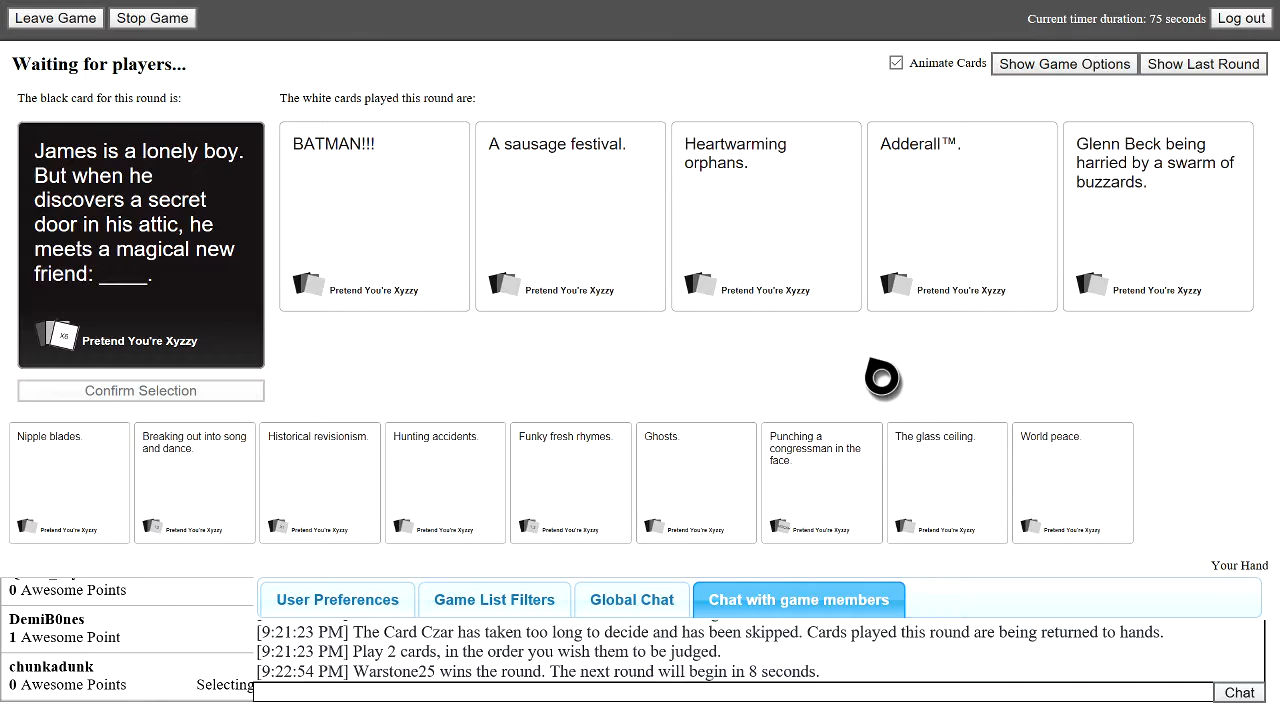 Leave Game
Stop Game
Current timer duration: 75 seconds
Log out
Waiting for players...
Animate Cards
Show Game Options
Show Last Round
The black card for this round is:
The white cards played this round are:
James is a lonely boy.
But when he
discovers a secret
door in his attic, he
meets a magical new
friend: ____.
X6
Pretend You're Xyzzy
BATMAN!!!
Pretend You're Xyzzy
A sausage festival.
Pretend You're Xyzzy
Heartwarming
orphans.
Pretend You're Xyzzy
Adderall™.
Pretend You're Xyzzy
Glenn Beck being
harried by a swarm of
buzzards.
Pretend You're Xyzzy
Confirm Selection
Nipple blades.
Pretend You're Xyzzy
Breaking out into song
and dance.
Pretend You're Xyzzy
Historical revisionism.
Pretend You're Xyzzy
Hunting accidents.
Pretend You're Xyzzy
Funky fresh rhymes.
Pretend You're Xyzzy
Ghosts.
Pretend You're Xyzzy
Punching a
congressman in the
face.
Pretend You're Xyzzy
The glass ceiling.
Pretend You're Xyzzy
World peace.
Pretend You're Xyzzy
Your Hand
0 Awesome Points
DemiB0nes
1 Awesome Point
chunkadunk
0 Awesome Points
Selecting
User Preferences
Game List Filters
Global Chat
Chat with game members
[9:21:23 PM] The Card Czar has taken too long to decide and has been skipped. Cards played this round are being returned to hands.
[9:21:23 PM] Play 2 cards, in the order you wish them to be judged.
[9:22:54 PM] Warstone25 wins the round. The next round will begin in 8 seconds.
Chat